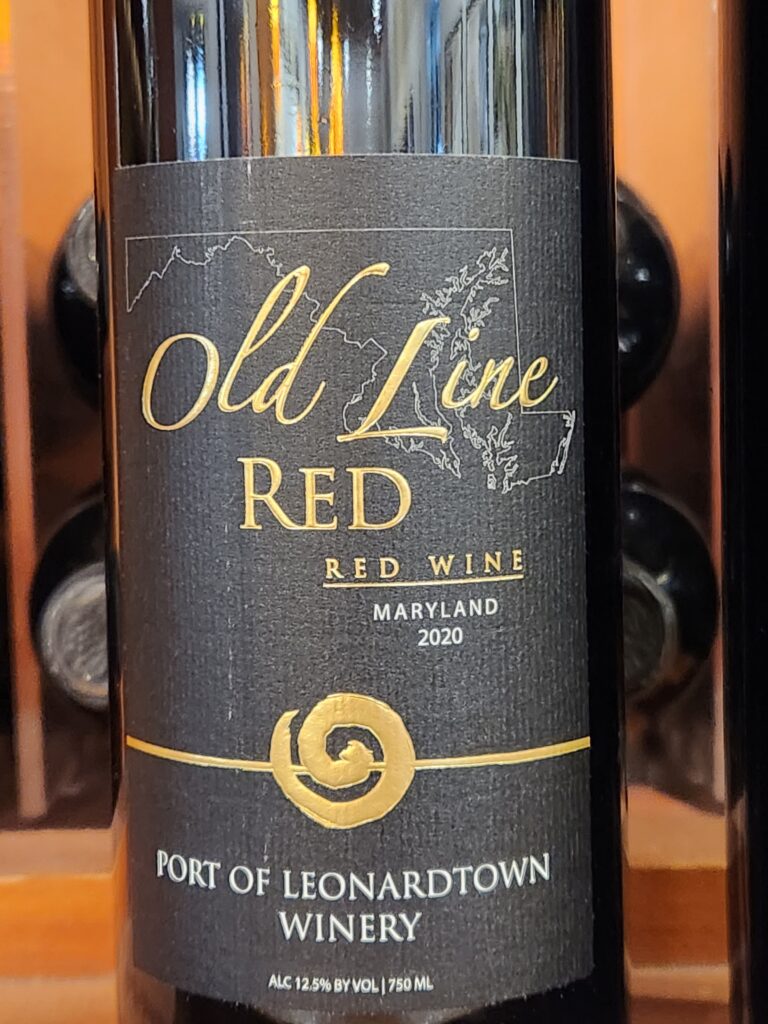 Old Line
RED
RED WINE
MARYLAND
2020
PORT OF LEONARDTOWN
WINERY
ALC 12.5% BY VOL | 750 ML